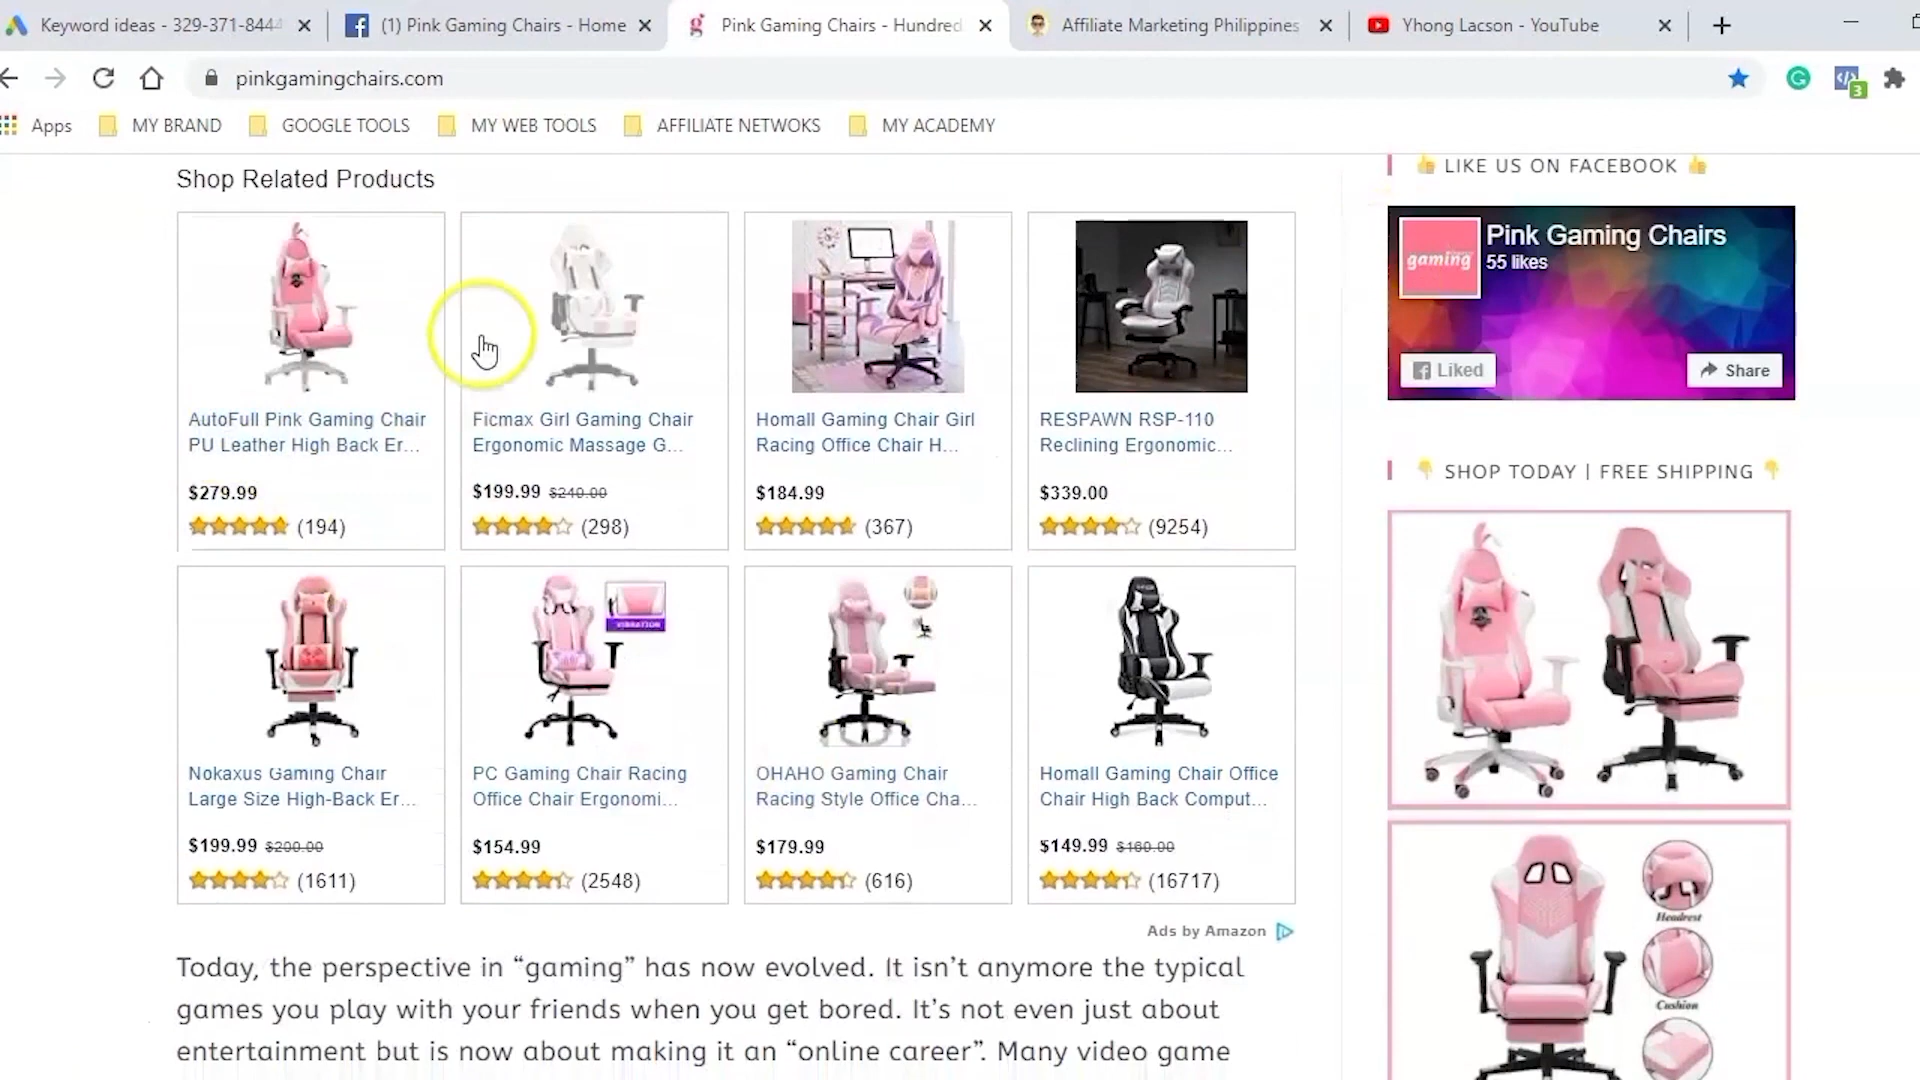 Keyword ideas - 329-371-8444
(1) Pink Gaming Chairs - Home
Pink Gaming Chairs - Hundred
Affiliate Marketing Philippines
Yhong Lacson - YouTube
pinkgamingchairs.com
3
Apps
MY BRAND
GOOGLE TOOLS
MY WEB TOOLS
AFFILIATE NETWOKS
MY ACADEMY
Shop Related Products
AutoFull Pink Gaming Chair
PU Leather High Back Er...
$279.99
(194)
Ficmax Girl Gaming Chair
Ergonomic Massage G...
$199.99 $240.00
(298)
Homall Gaming Chair Girl
Racing Office Chair H...
$184.99
(367)
RESPAWN RSP-110
Reclining Ergonomic...
$339.00
(9254)
Nokaxus Gaming Chair
Large Size High-Back Er...
$199.99 $200.00
(1611)
VIBRATION
PC Gaming Chair Racing
Office Chair Ergonomi...
$154.99
(2548)
OHAHO Gaming Chair
Racing Style Office Cha...
$179.99
(616)
Homall Gaming Chair Office
Chair High Back Comput...
$149.99 $160.00
(16717)
Ads by Amazon
Today, the perspective in “gaming” has now evolved. It isn’t anymore the typical
games you play with your friends when you get bored. It’s not even just about
entertainment but is now about making it an “online career”. Many video game
LIKE US ON FACEBOOK
gaming
Pink Gaming Chairs
55 likes
Liked
Share
SHOP TODAY | FREE SHIPPING
Headrest
Cushion